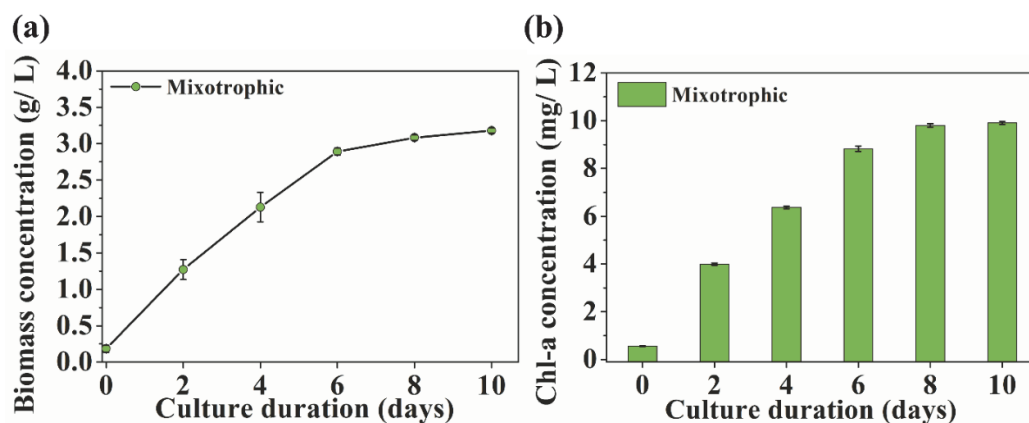 (a)
Biomass concentration (g/ L)
4.0
3.5
3.0
2.5
2.0
1.5
1.0
0.5
0.0
Mixotrophic
0 2 4 6 8 10
Culture duration (days)
(b)
Chl-a concentration (mg/ L)
12
10
8
6
4
2
0
Mixotrophic
0 2 4 6 8 10
Culture duration (days)